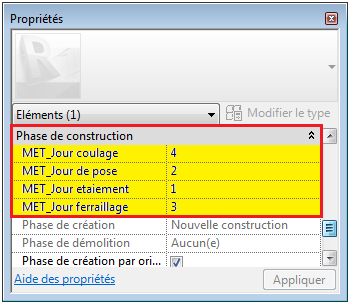 Propriétés
Eléments (1)
Modifier le type
Phase de construction
MET_Jour coulage 4
MET_Jour de pose 2
MET_Jour etaiement 1
MET_Jour ferraillage 3
Phase de création Nouvelle construction
Phase de démolition Aucun(e)
Phase de création par ori...
Aide des propriétés
Appliquer